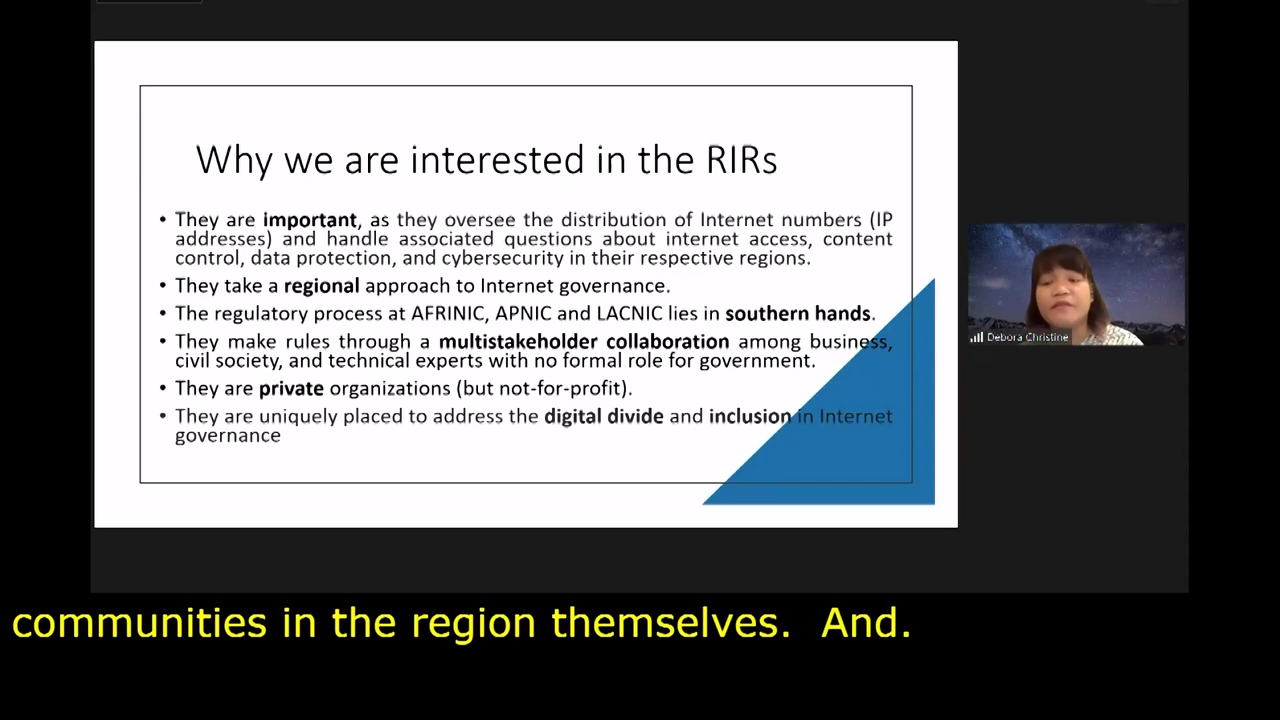 Why we are interested in the RIRs
• They are important, as they oversee the distribution of Internet numbers (IP
addresses) and handle associated questions about internet access, content
control, data protection, and cybersecurity in their respective regions.
• They take a regional approach to Internet governance.
• The regulatory process at AFRINIC, APNIC and LACNIC lies in southern hands.
• They make rules through a multistakeholder collaboration among business,
civil society, and technical experts with no formal role for government.
• They are private organizations (but not-for-profit).
• They are uniquely placed to address the digital divide and inclusion in Internet
governance
Debora Christine
communities in the region themselves.  And.